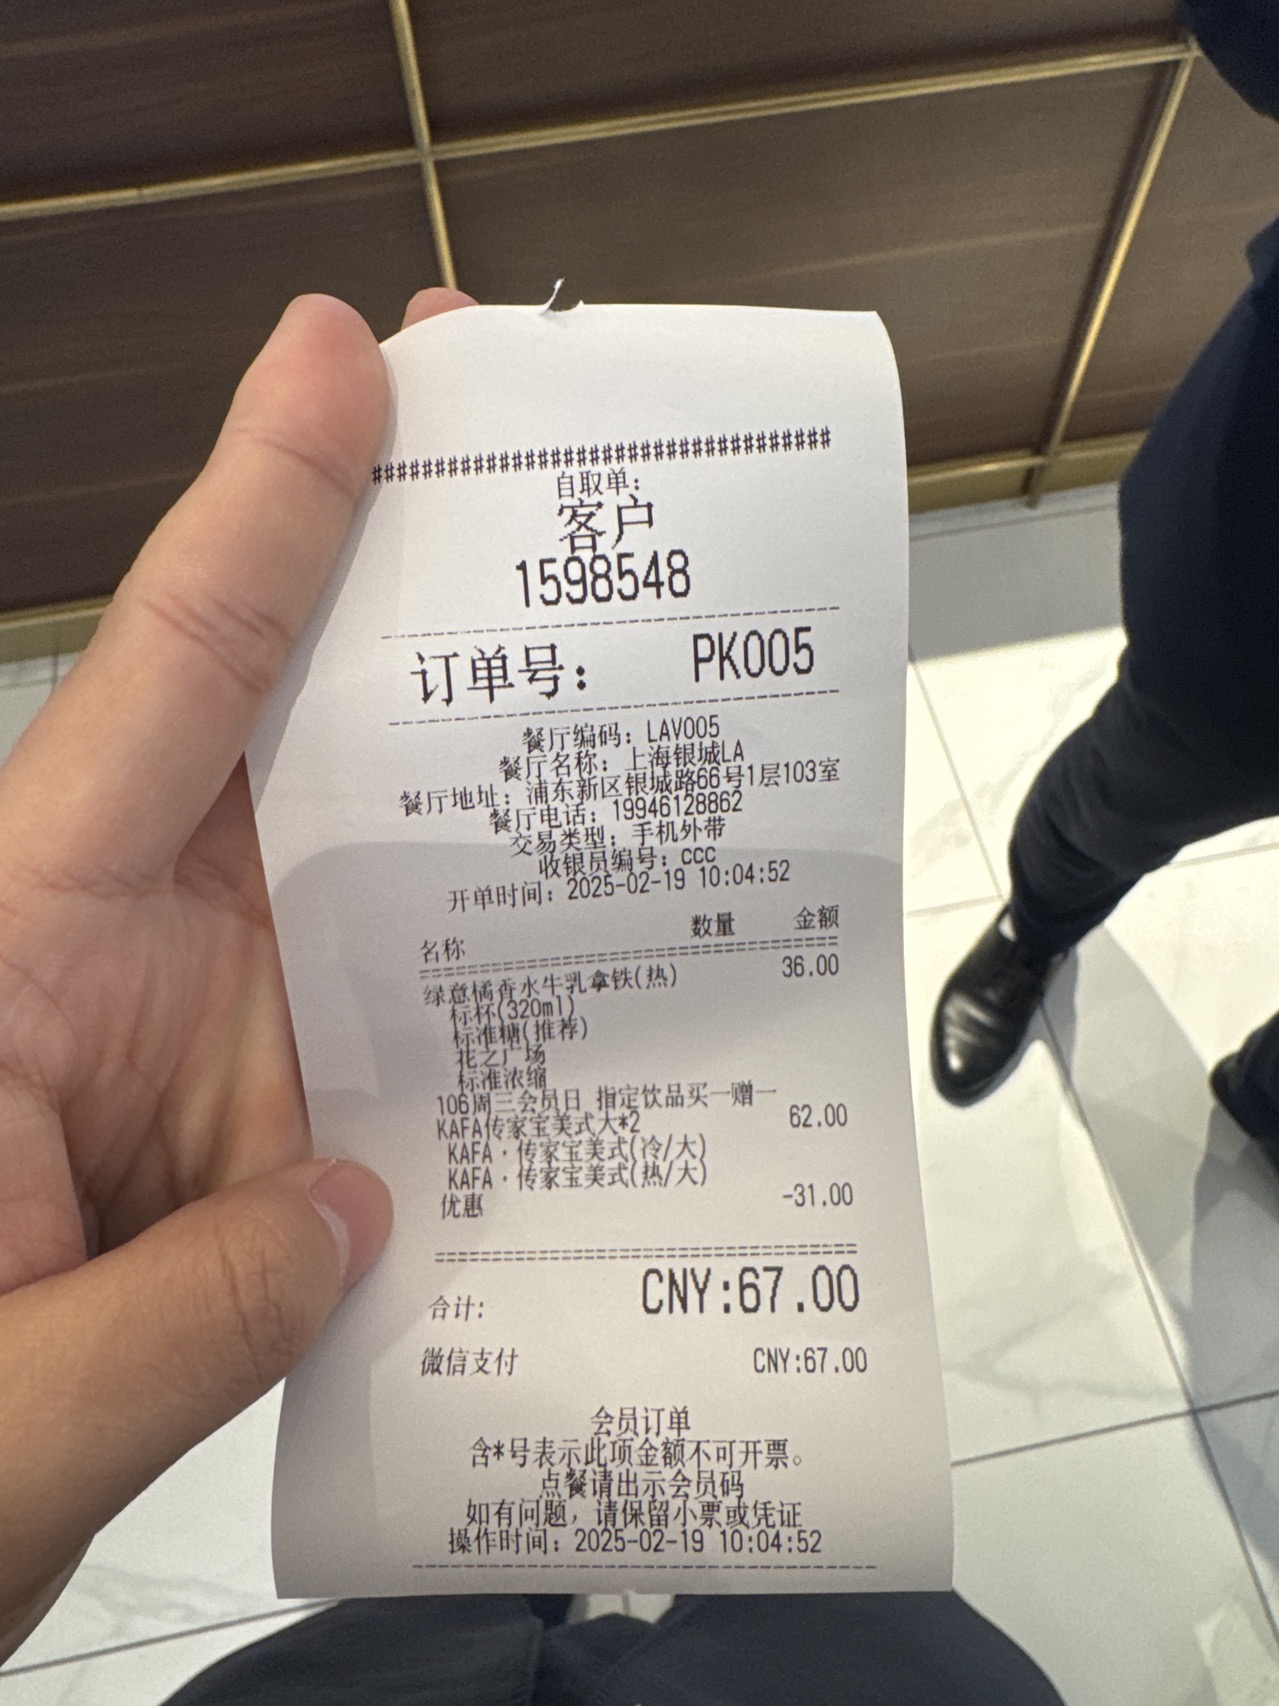 ##################################
自取单:
客户
1598548
订单号: PK005
餐厅编码: LAV005
餐厅名称: 上海银城LA
餐厅地址: 浦东新区银城路66号1层103室
餐厅电话: 19946128862
交易类型: 手机外带
收银员编号: ccc
开单时间: 2025-02-19 10:04:52
名称 数量 金额
绿意橘香水牛乳拿铁(热) 36.00
标杯(320ml)
标准糖(推荐)
花之广场
标准浓缩
106周三会员日 指定饮品买一赠一
KAFA传家宝美式大*2 62.00
KAFA·传家宝美式(冷/大)
KAFA·传家宝美式(热/大)
优惠 -31.00
合计: CNY:67.00
微信支付 CNY:67.00
会员订单
含*号表示此项金额不可开票。
点餐请出示会员码
如有问题, 请保留小票或凭证
操作时间: 2025-02-19 10:04:52